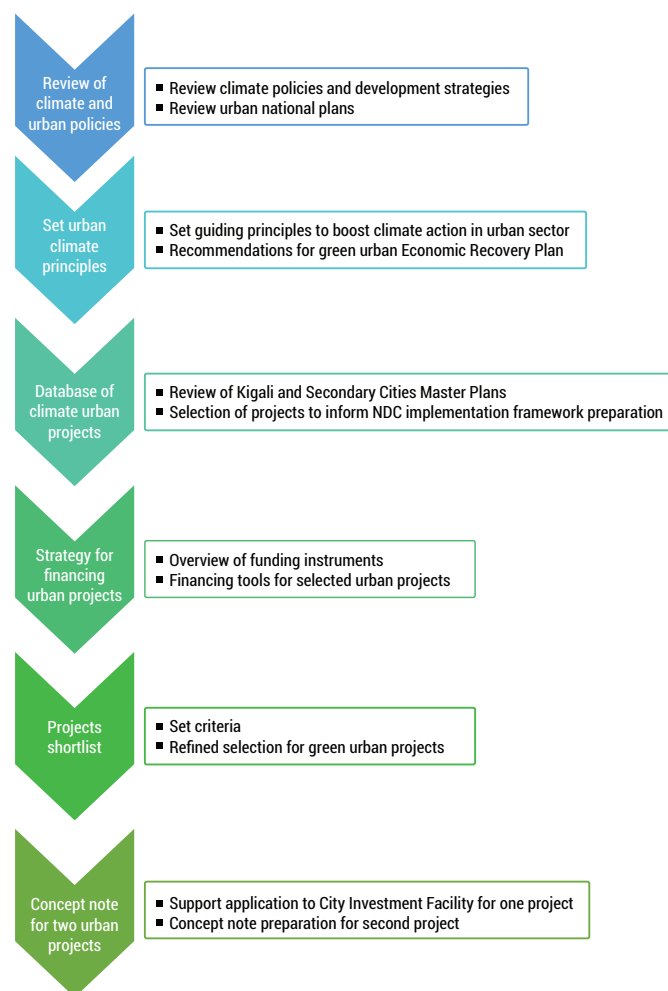 Review of
climate and
urban policies
▪ Review climate policies and development strategies
▪ Review urban national plans
Set urban
climate
principles
▪ Set guiding principles to boost climate action in urban sector
▪ Recommendations for green urban Economic Recovery Plan
Database of
climate urban
projects
▪ Review of Kigali and Secondary Cities Master Plans
▪ Selection of projects to inform NDC implementation framework preparation
Strategy for
financing
urban projects
▪ Overview of funding instruments
▪ Financing tools for selected urban projects
Projects
shortlist
▪ Set criteria
▪ Refined selection for green urban projects
Concept note
for two urban
projects
▪ Support application to City Investment Facility for one project
▪ Concept note preparation for second project